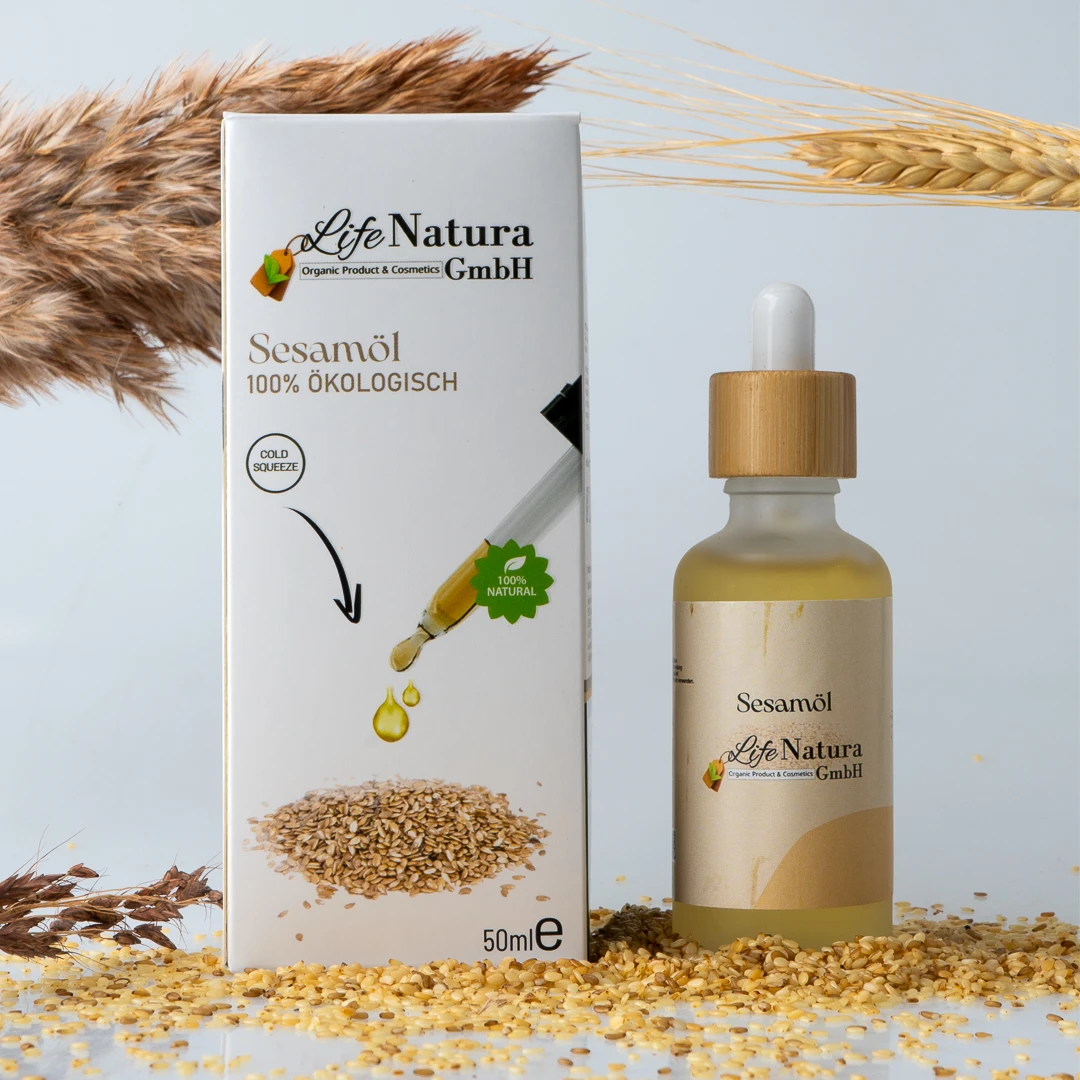 Life Natura
Organic Product & Cosmetics GmbH
Sesamöl
100% ÖKOLOGISCH
COLD
SQUEEZE
100%
NATURAL
50ml e
Sesamöl
Life Natura
Organic Product & Cosmetics GmbH